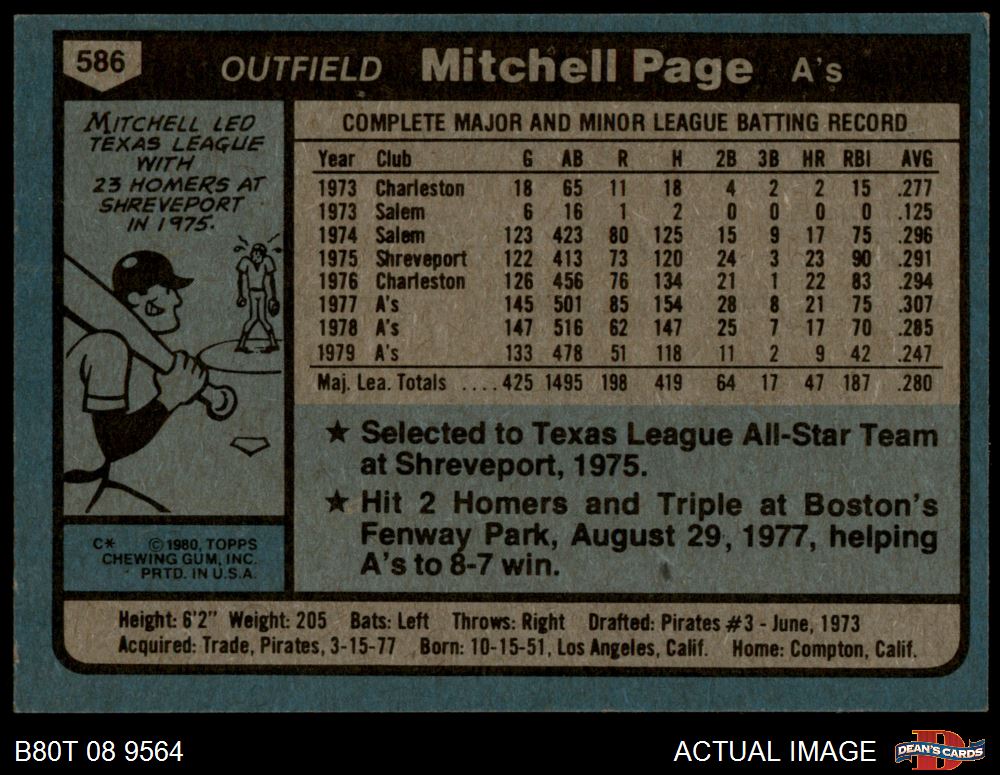 586 OUTFIELD Mitchell Page A's
MITCHELL LED
TEXAS LEAGUE
WITH
23 HOMERS AT
SHREVEPORT
IN 1975.
COMPLETE MAJOR AND MINOR LEAGUE BATTING RECORD
Year Club G AB R H 2B 3B HR RBI AVG
1973 Charleston 18 65 11 18 4 2 2 15 .277
1973 Salem 6 16 1 2 0 0 0 0 .125
1974 Salem 123 423 80 125 15 9 17 75 .296
1975 Shreveport 122 413 73 120 24 3 23 90 .291
1976 Charleston 126 456 76 134 21 1 22 83 .294
1977 A's 145 501 85 154 28 8 21 75 .307
1978 A's 147 516 62 147 25 7 17 70 .285
1979 A's 133 478 51 118 11 2 9 42 .247
Maj. Lea. Totals ....425 1495 198 419 64 17 47 187 .280
★ Selected to Texas League All-Star Team
at Shreveport, 1975.
★ Hit 2 Homers and Triple at Boston's
Fenway Park, August 29, 1977, helping
A's to 8-7 win.
C* © 1980, TOPPS
CHEWING GUM, INC.
PRTD. IN U.S.A.
Height: 6'2" Weight: 205 Bats: Left Throws: Right Drafted: Pirates #3 - June, 1973
Acquired: Trade, Pirates, 3-15-77 Born: 10-15-51, Los Angeles, Calif. Home: Compton, Calif.
B80T 08 9564 ACTUAL IMAGE DEAN'S CARDS